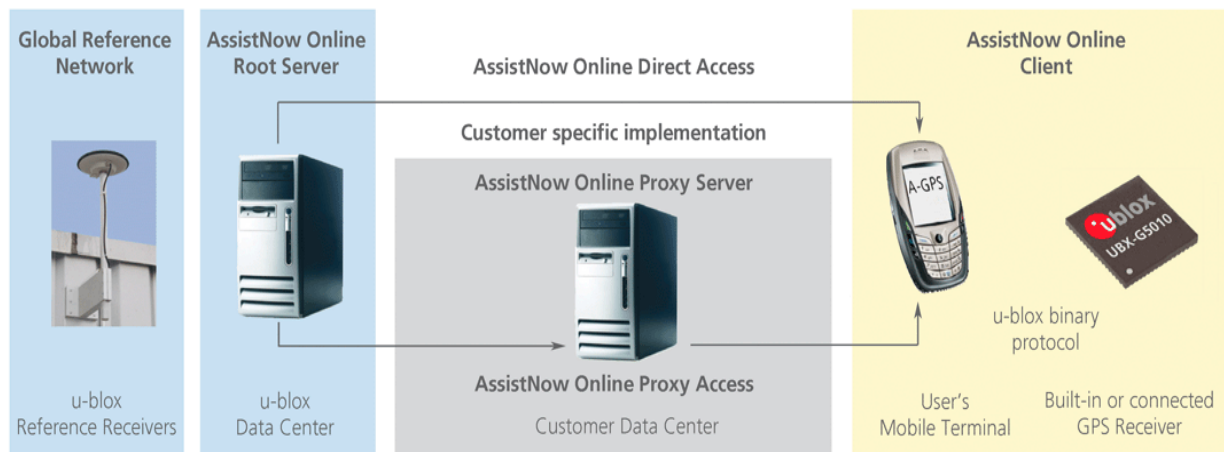 Global Reference
Network
u-blox
Reference Receivers
AssistNow Online
Root Server
u-blox
Data Center
AssistNow Online Direct Access
Customer specific implementation
AssistNow Online Proxy Server
AssistNow Online Proxy Access
Customer Data Center
AssistNow Online
Client
A-GPS
ublox
UBX-G5010
u-blox binary
protocol
User's
Mobile Terminal
Built-in or connected
GPS Receiver